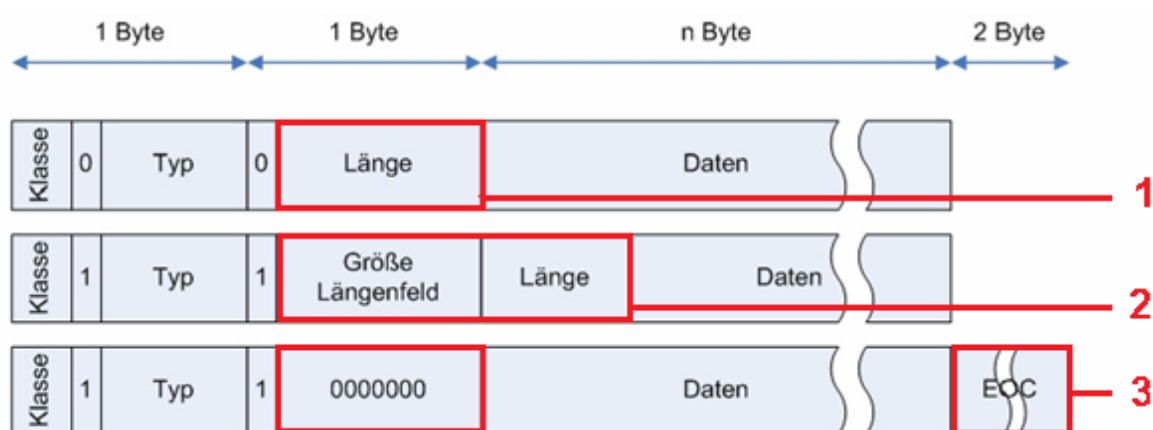 1 Byte 1 Byte n Byte 2 Byte
Klasse 0 Typ 0 Länge Daten
1
Klasse 1 Typ 1 Größe Längenfeld Länge Daten
2
Klasse 1 Typ 1 0000000 Daten EOC
3